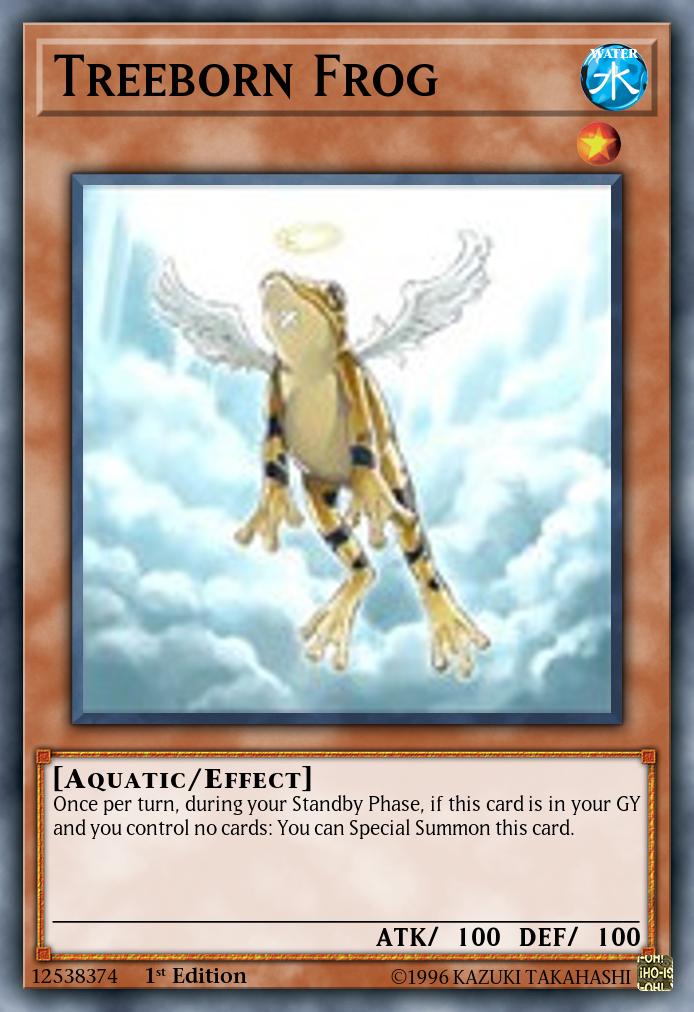 Treeborn Frog
WATER
水
[Aquatic/Effect]
Once per turn, during your Standby Phase, if this card is in your GY
and you control no cards: You can Special Summon this card.
ATK/ 100 DEF/ 100
12538374 1st Edition ©1996 KAZUKI TAKAHASHI